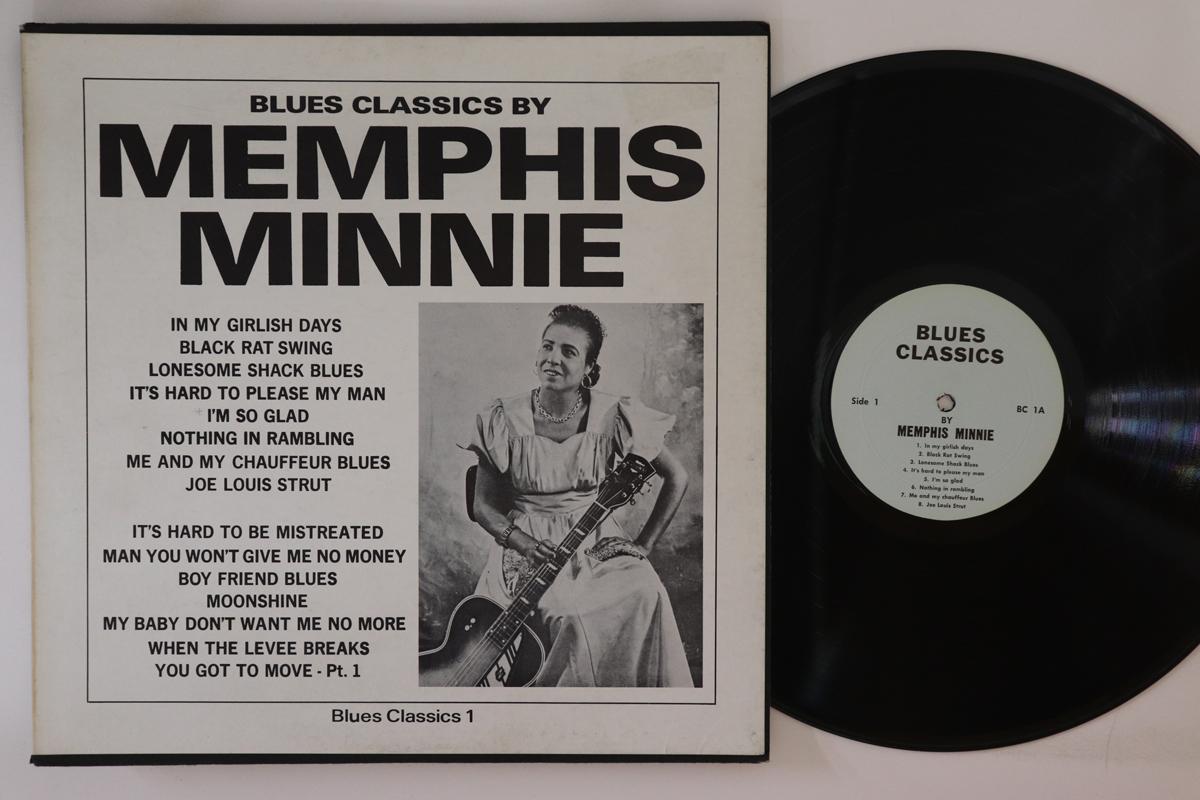 BLUES CLASSICS BY
MEMPHIS
MINNIE
IN MY GIRLISH DAYS
BLACK RAT SWING
LONESOME SHACK BLUES
IT'S HARD TO PLEASE MY MAN
I'M SO GLAD
NOTHING IN RAMBLING
ME AND MY CHAUFFEUR BLUES
JOE LOUIS STRUT
IT'S HARD TO BE MISTREATED
MAN YOU WON'T GIVE ME NO MONEY
BOY FRIEND BLUES
MOONSHINE
MY BABY DON'T WANT ME NO MORE
WHEN THE LEVEE BREAKS
YOU GOT TO MOVE - Pt. 1
Blues Classics 1
BLUES
CLASSICS
Side 1
BC 1A
BY
MEMPHIS MINNIE
1. In my girlish days
2. Black Rat Swing
3. Lonesome Shack Blues
4. It's hard to please my man
5. I'm so glad
6. Nothing in rambling
7. Me and my chauffeur Blues
8. Joe Louis Strut